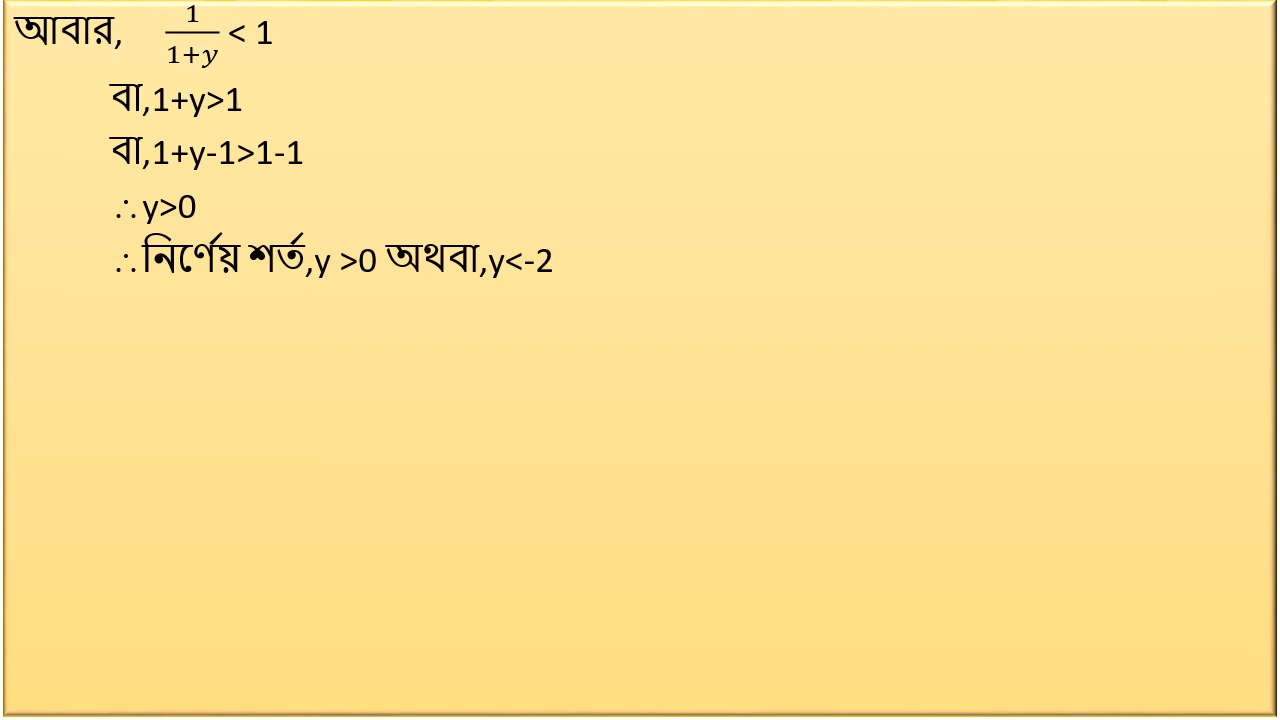 আবার, 1/(1+y) < 1
বা,1+y>1
বা,1+y-1>1-1
∴y>0
∴নির্ণেয় শর্ত,y >0 অথবা,y<-2